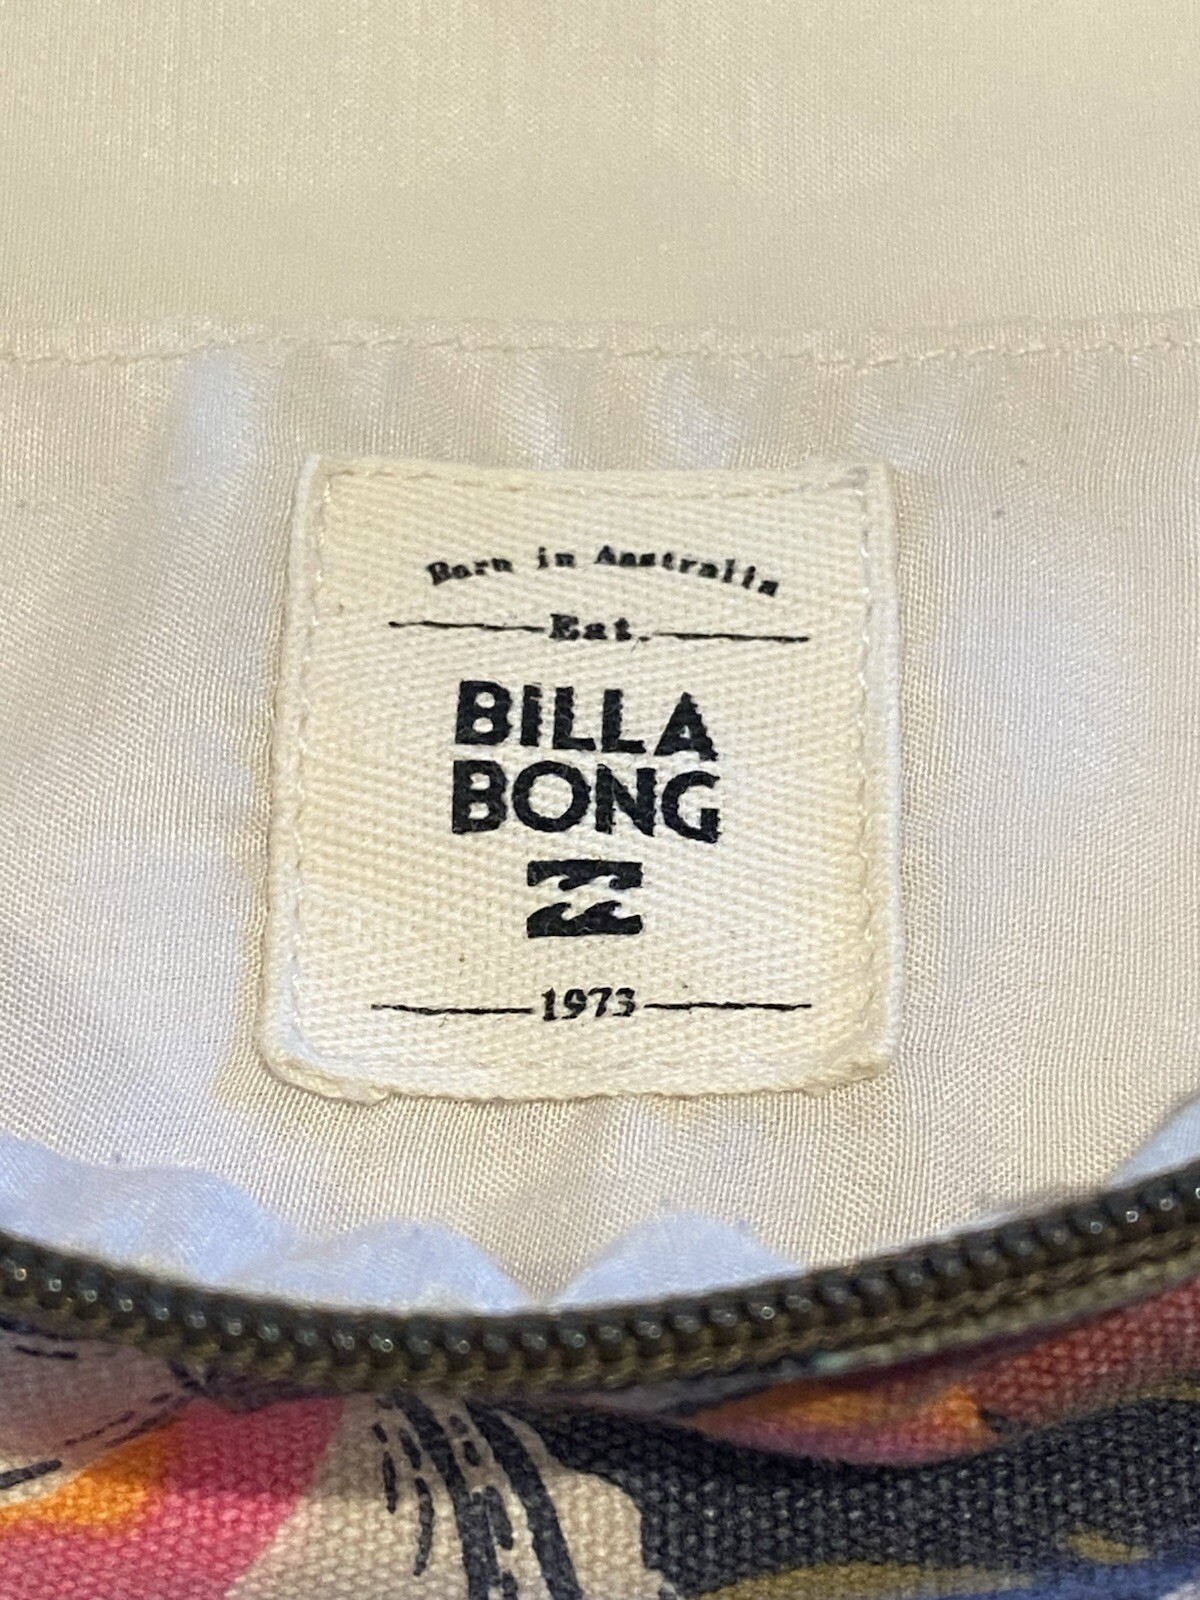 Born in Australia
Est.
BILLA
BONG
1973